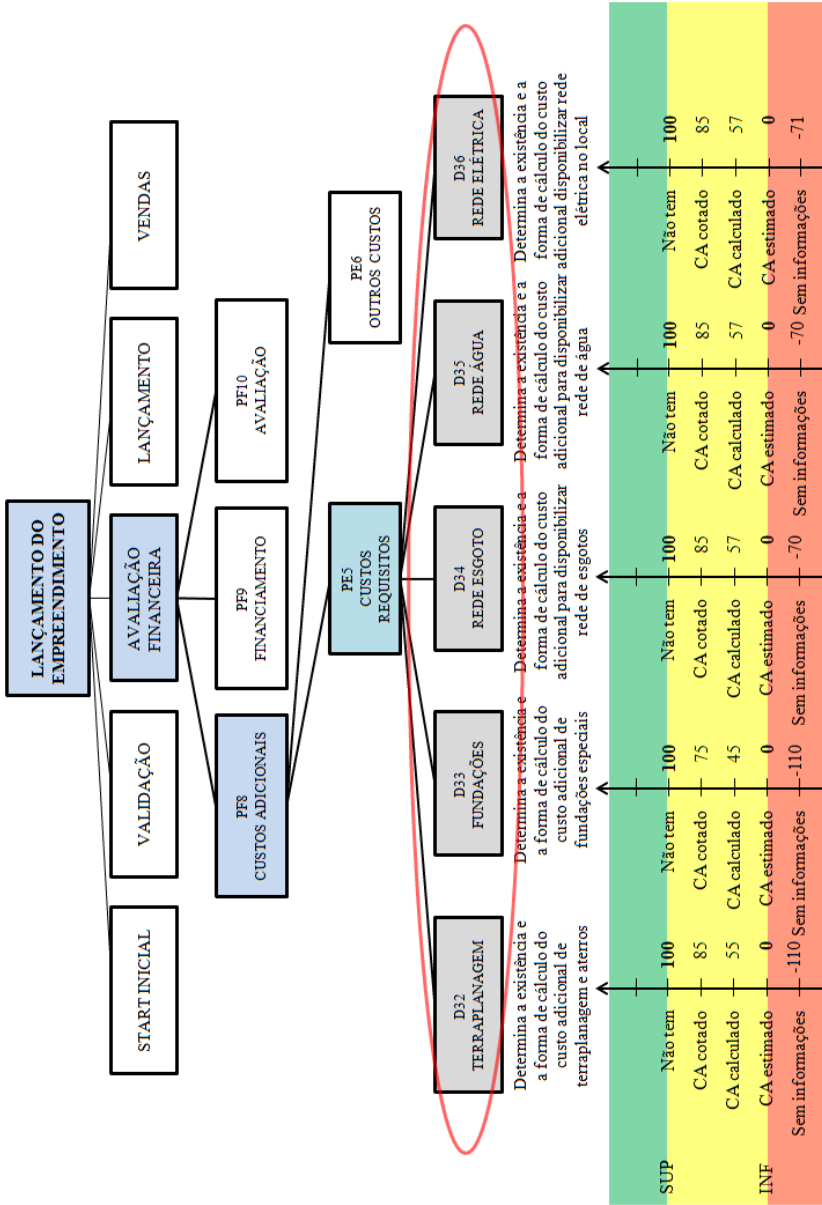 LANÇAMENTO DO
EMPREENDIMENTO
START INICIAL
VALIDAÇÃO
AVALIAÇÃO
FINANCEIRA
LANÇAMENTO
VENDAS
PF8
CUSTOS ADICIONAIS
PF9
FINANCIAMENTO
PF10
AVALIAÇÃO
PE5
CUSTOS
REQUISITOS
PE6
OUTROS CUSTOS
D32
TERRAPLANAGEM
D33
FUNDAÇÕES
D34
REDE ESGOTO
D35
REDE ÁGUA
D36
REDE ELÉTRICA
Determina a existência e
a forma de cálculo do
custo adicional de
terraplanagem e aterros
Determina a existência e
a forma de cálculo do
custo adicional de
fundações especiais
Determina a existência e a
forma de cálculo do custo
adicional para disponibilizar
rede de esgotos
Determina a existência e a
forma de cálculo do custo
adicional para disponibilizar
rede de água
Determina a existência e a
forma de cálculo do custo
adicional disponibilizar rede
elétrica no local
SUP
INF
Não tem 100
CA cotado 85
CA calculado 55
CA estimado 0
Sem informações -110
Não tem 100
CA cotado 75
CA calculado 45
CA estimado 0
Sem informações -110
Não tem 100
CA cotado 85
CA calculado 57
CA estimado 0
Sem informações -70
Não tem 100
CA cotado 85
CA calculado 57
CA estimado 0
Sem informações -70
Não tem 100
CA cotado 85
CA calculado 57
CA estimado 0
Sem informações -71